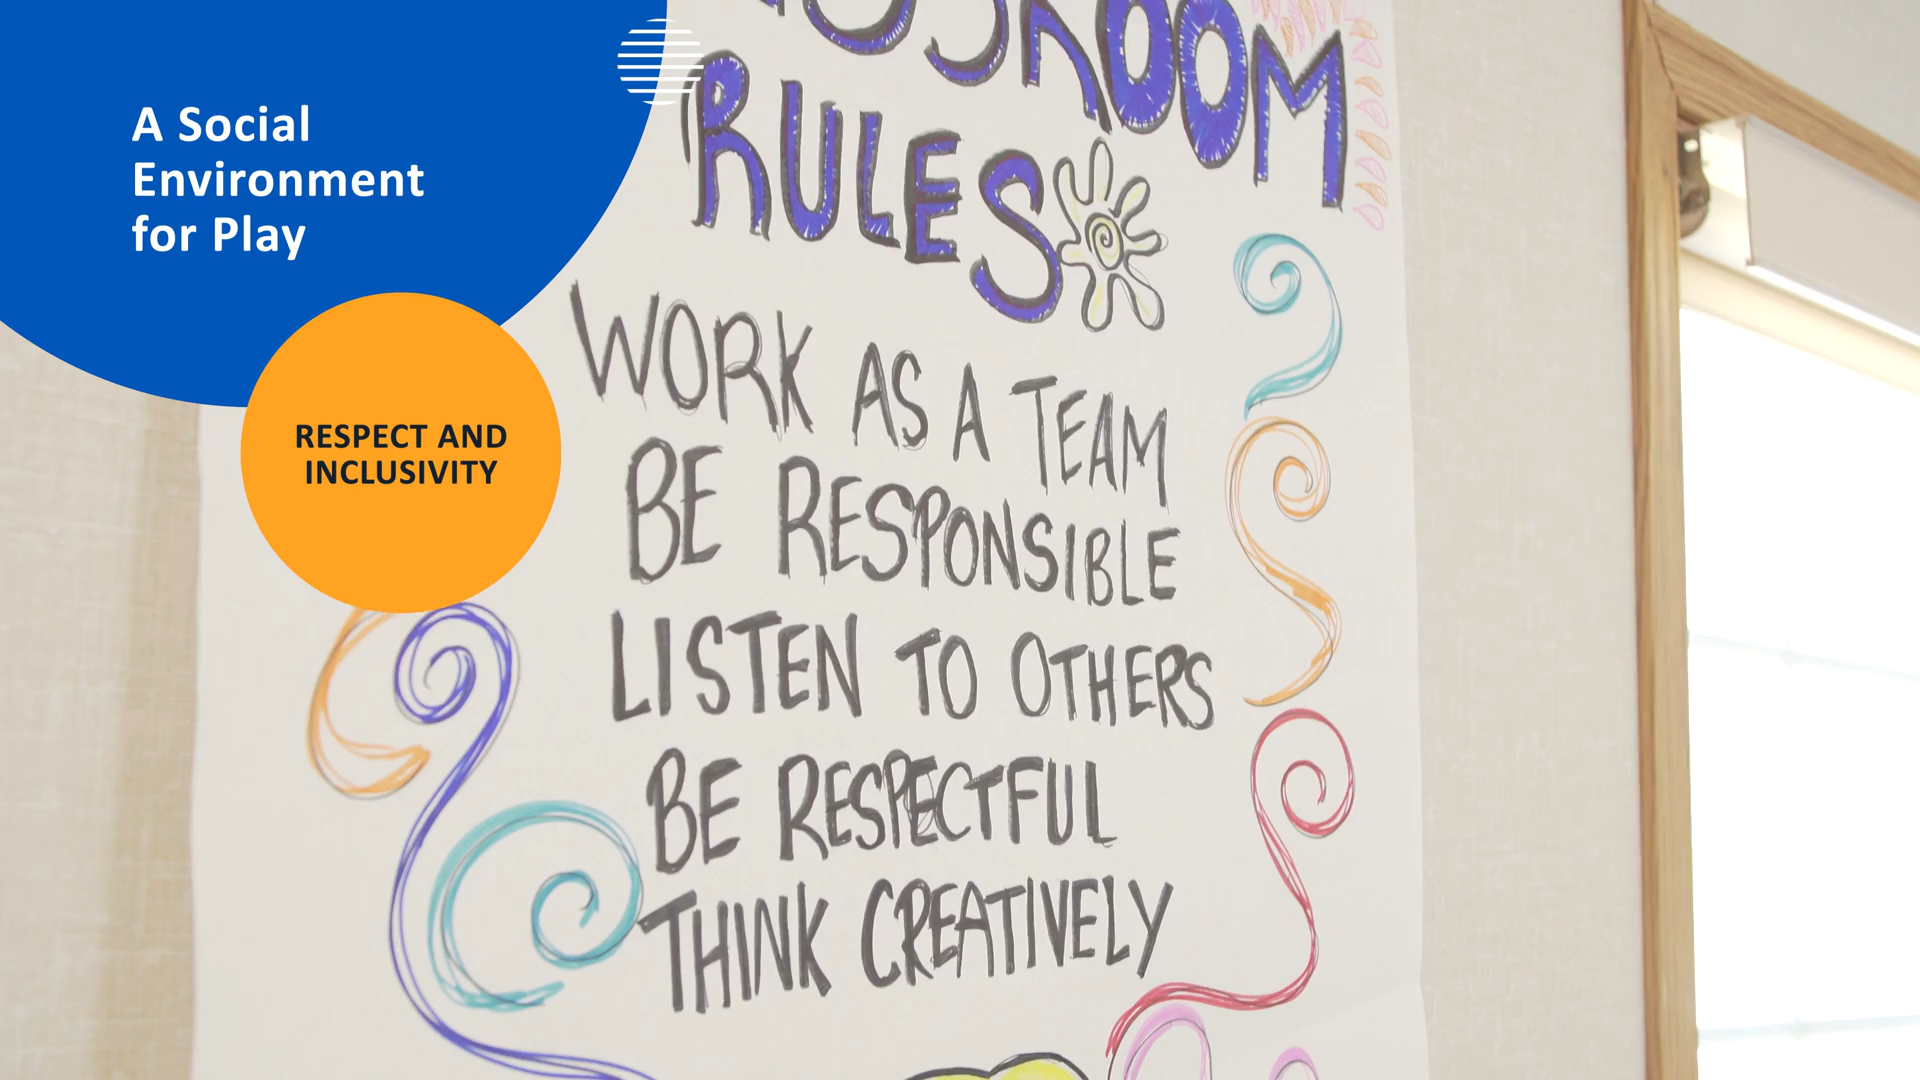 A Social
Environment
for Play
RESPECT AND
INCLUSIVITY
RULES
WORK AS A TEAM
BE RESPONSIBLE
LISTEN TO OTHERS
BE RESPECTFUL
THINK CREATIVELY